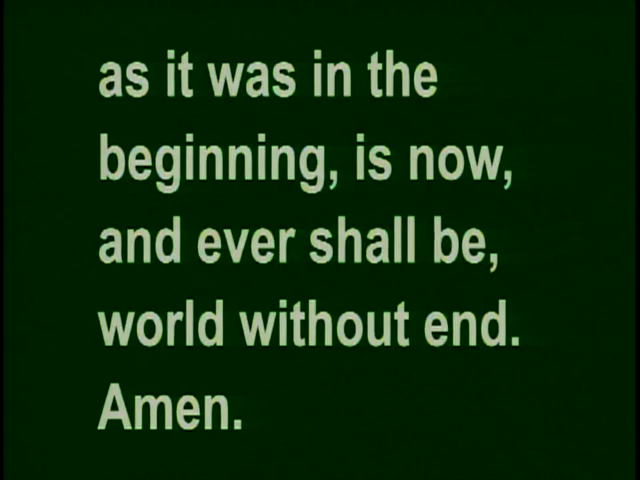 as it was in the
beginning, is now,
and ever shall be,
world without end.
Amen.